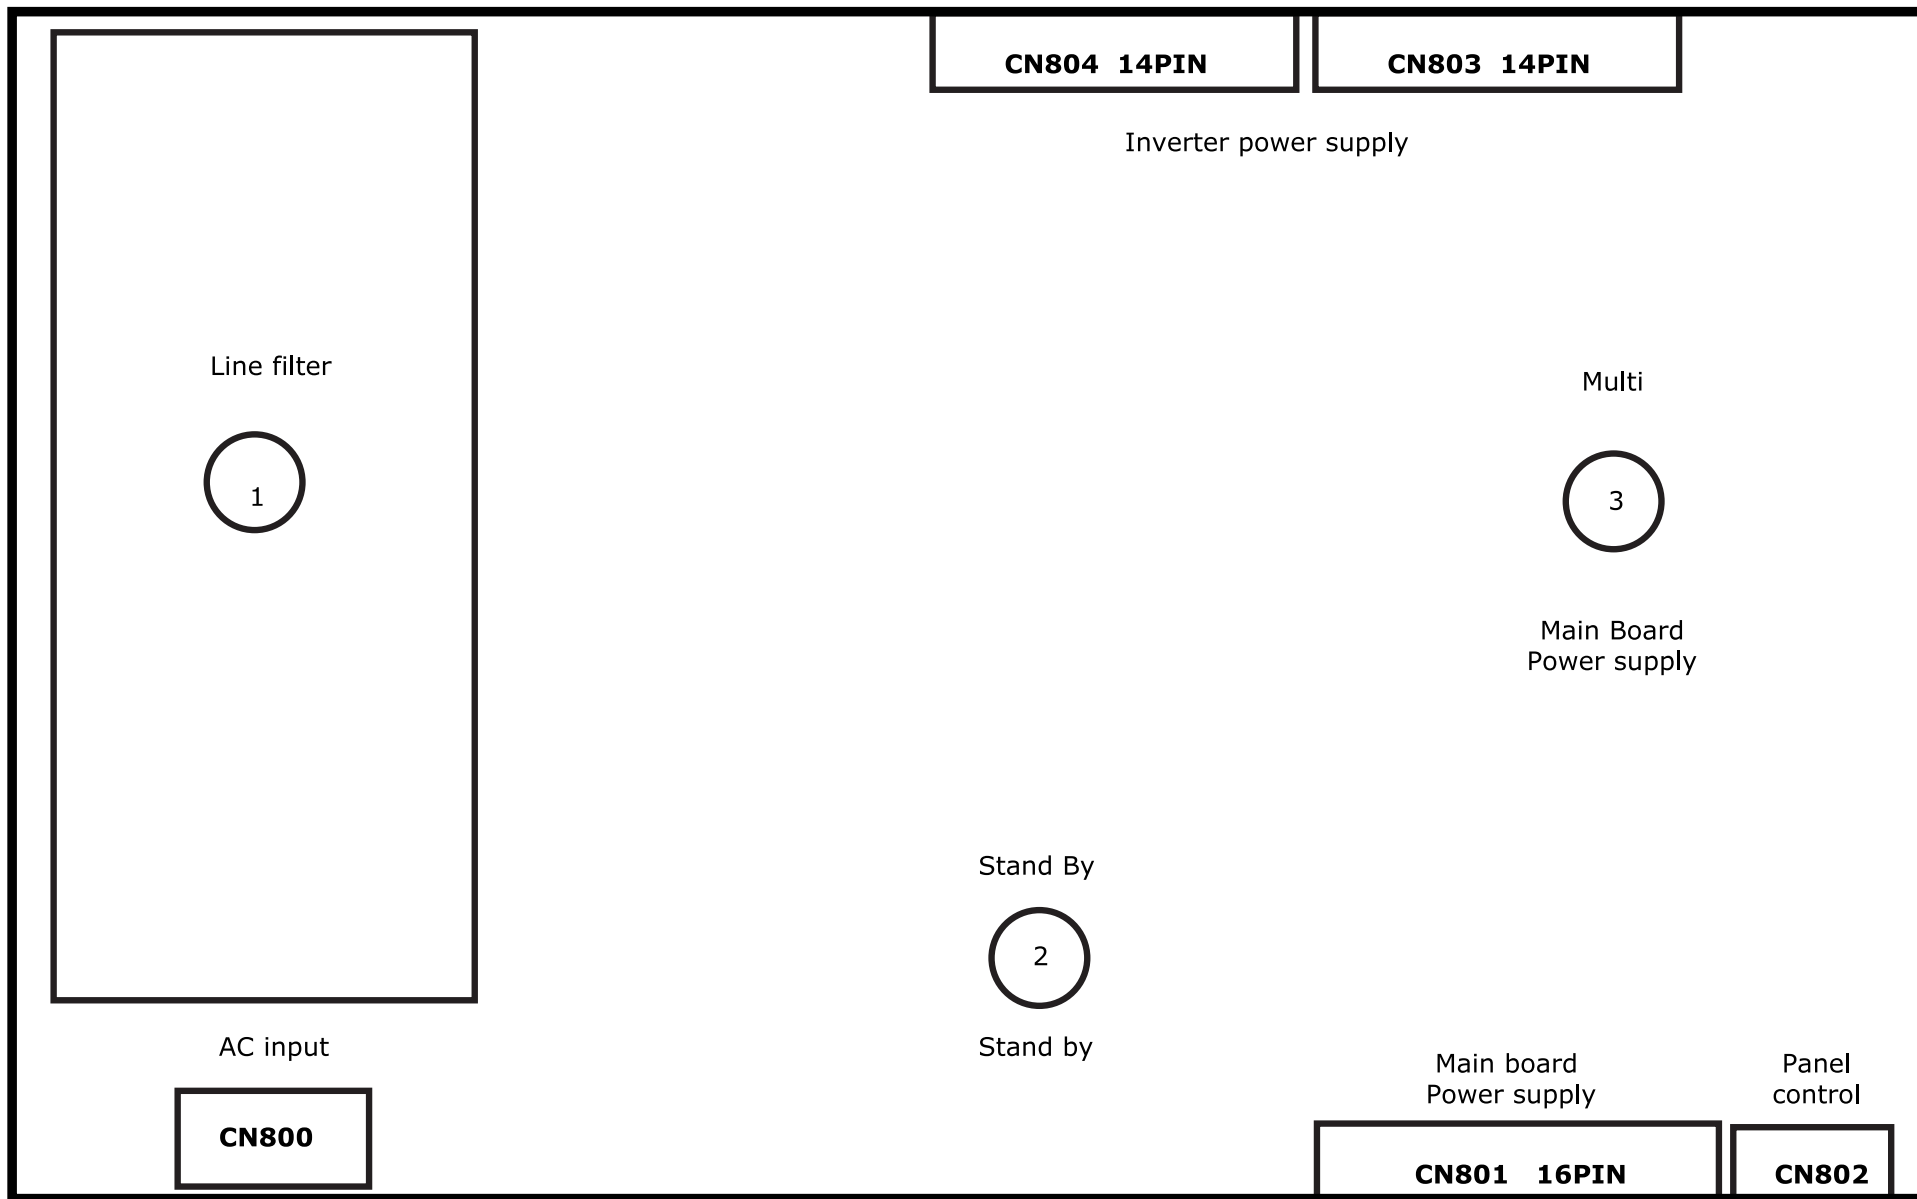 CN804 14PIN
CN803 14PIN
Inverter power supply
Line filter
1
Multi
3
Main Board
Power supply
Stand By
2
Stand by
AC input
CN800
Main board
Power supply
CN801 16PIN
Panel
control
CN802